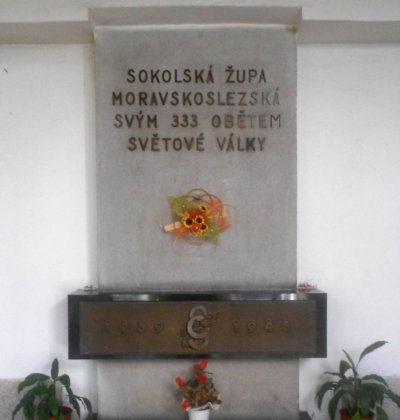 SOKOLSKÁ ŽUPA
MORAVSKOSLEZSKÁ
SVÝM 333 OBĚTEM
SVĚTOVÉ VÁLKY
1939 1945